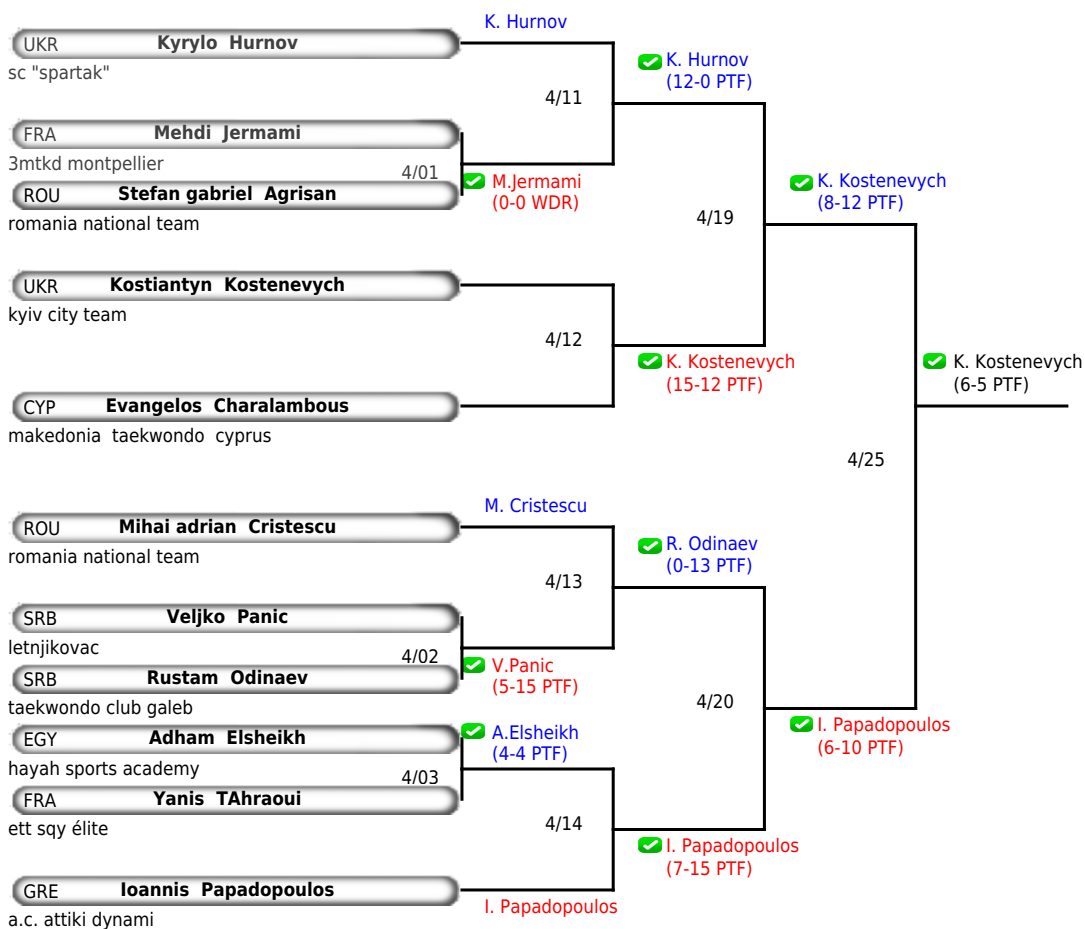 K. Hurnov
UKR Kyrylo Hurnov
sc "spartak"
K. Hurnov
(12-0 PTF)
4/11
FRA Mehdi Jermami
3mtkd montpellier
4/01
M.Jermami
(0-0 WDR)
ROU Stefan gabriel Agrisan
romania national team
K. Kostenevych
(8-12 PTF)
4/19
UKR Kostiantyn Kostenevych
kyiv city team
4/12
K. Kostenevych
(15-12 PTF)
K. Kostenevych
(6-5 PTF)
CYP Evangelos Charalambous
makedonia taekwondo cyprus
4/25
M. Cristescu
ROU Mihai adrian Cristescu
romania national team
R. Odinaev
(0-13 PTF)
4/13
SRB Veljko Panic
letnjikovac
4/02
V.Panic
(5-15 PTF)
SRB Rustam Odinaev
taekwondo club galeb
4/20
I. Papadopoulos
(6-10 PTF)
EGY Adham Elsheikh
hayah sports academy
A.Elsheikh
(4-4 PTF)
4/03
FRA Yanis TAhraoui
ett sqy élite
4/14
I. Papadopoulos
(7-15 PTF)
GRE Ioannis Papadopoulos
a.c. attiki dynami
I. Papadopoulos